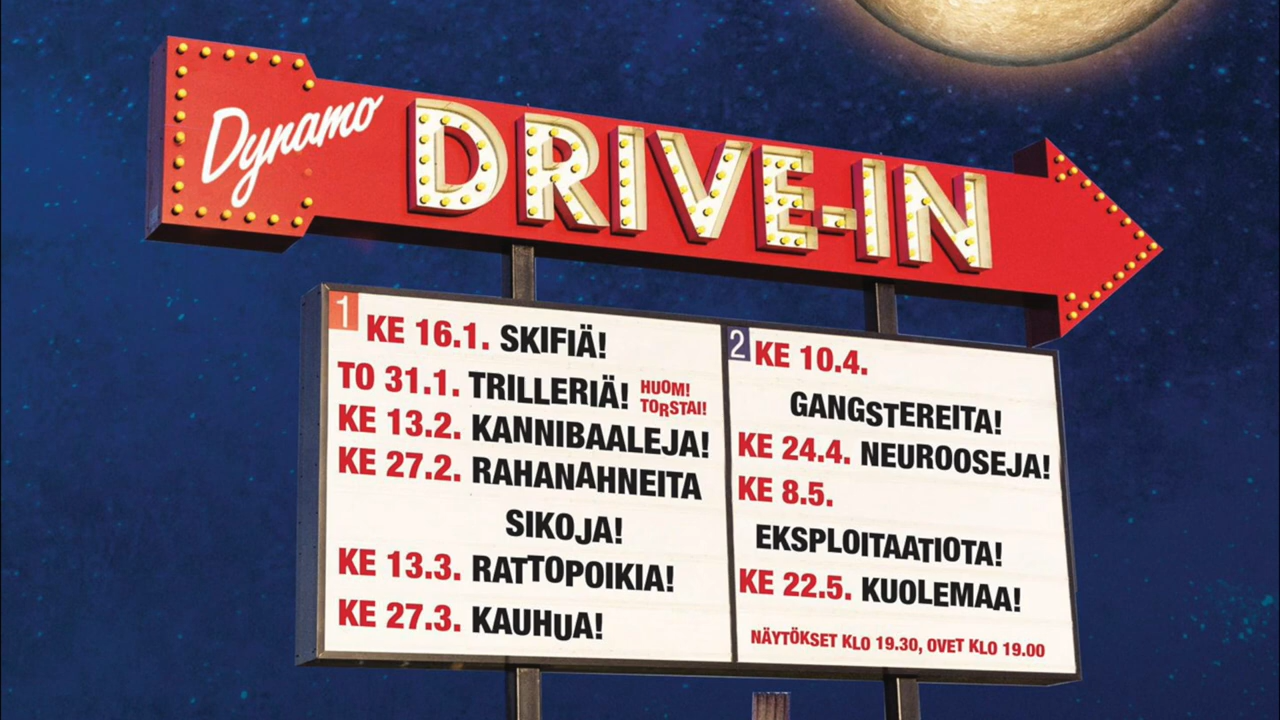 Dynamo
DRIVE-IN
1
KE 16.1. SKIFIÄ!
TO 31.1. TRILLERIÄ! HUOM!
TORSTAI!
KE 13.2. KANNIBAALEJA!
KE 27.2. RAHANAHNEITA
SIKOJA!
KE 13.3. RATTOPOIKIA!
KE 27.3. KAUHUA!
2
KE 10.4.
GANGSTEREITA!
KE 24.4. NEUROOSEJA!
KE 8.5.
EKSPLOITAATIOTA!
KE 22.5. KUOLEMAA!
NÄYTÖKSET KLO 19.30, OVET KLO 19.00